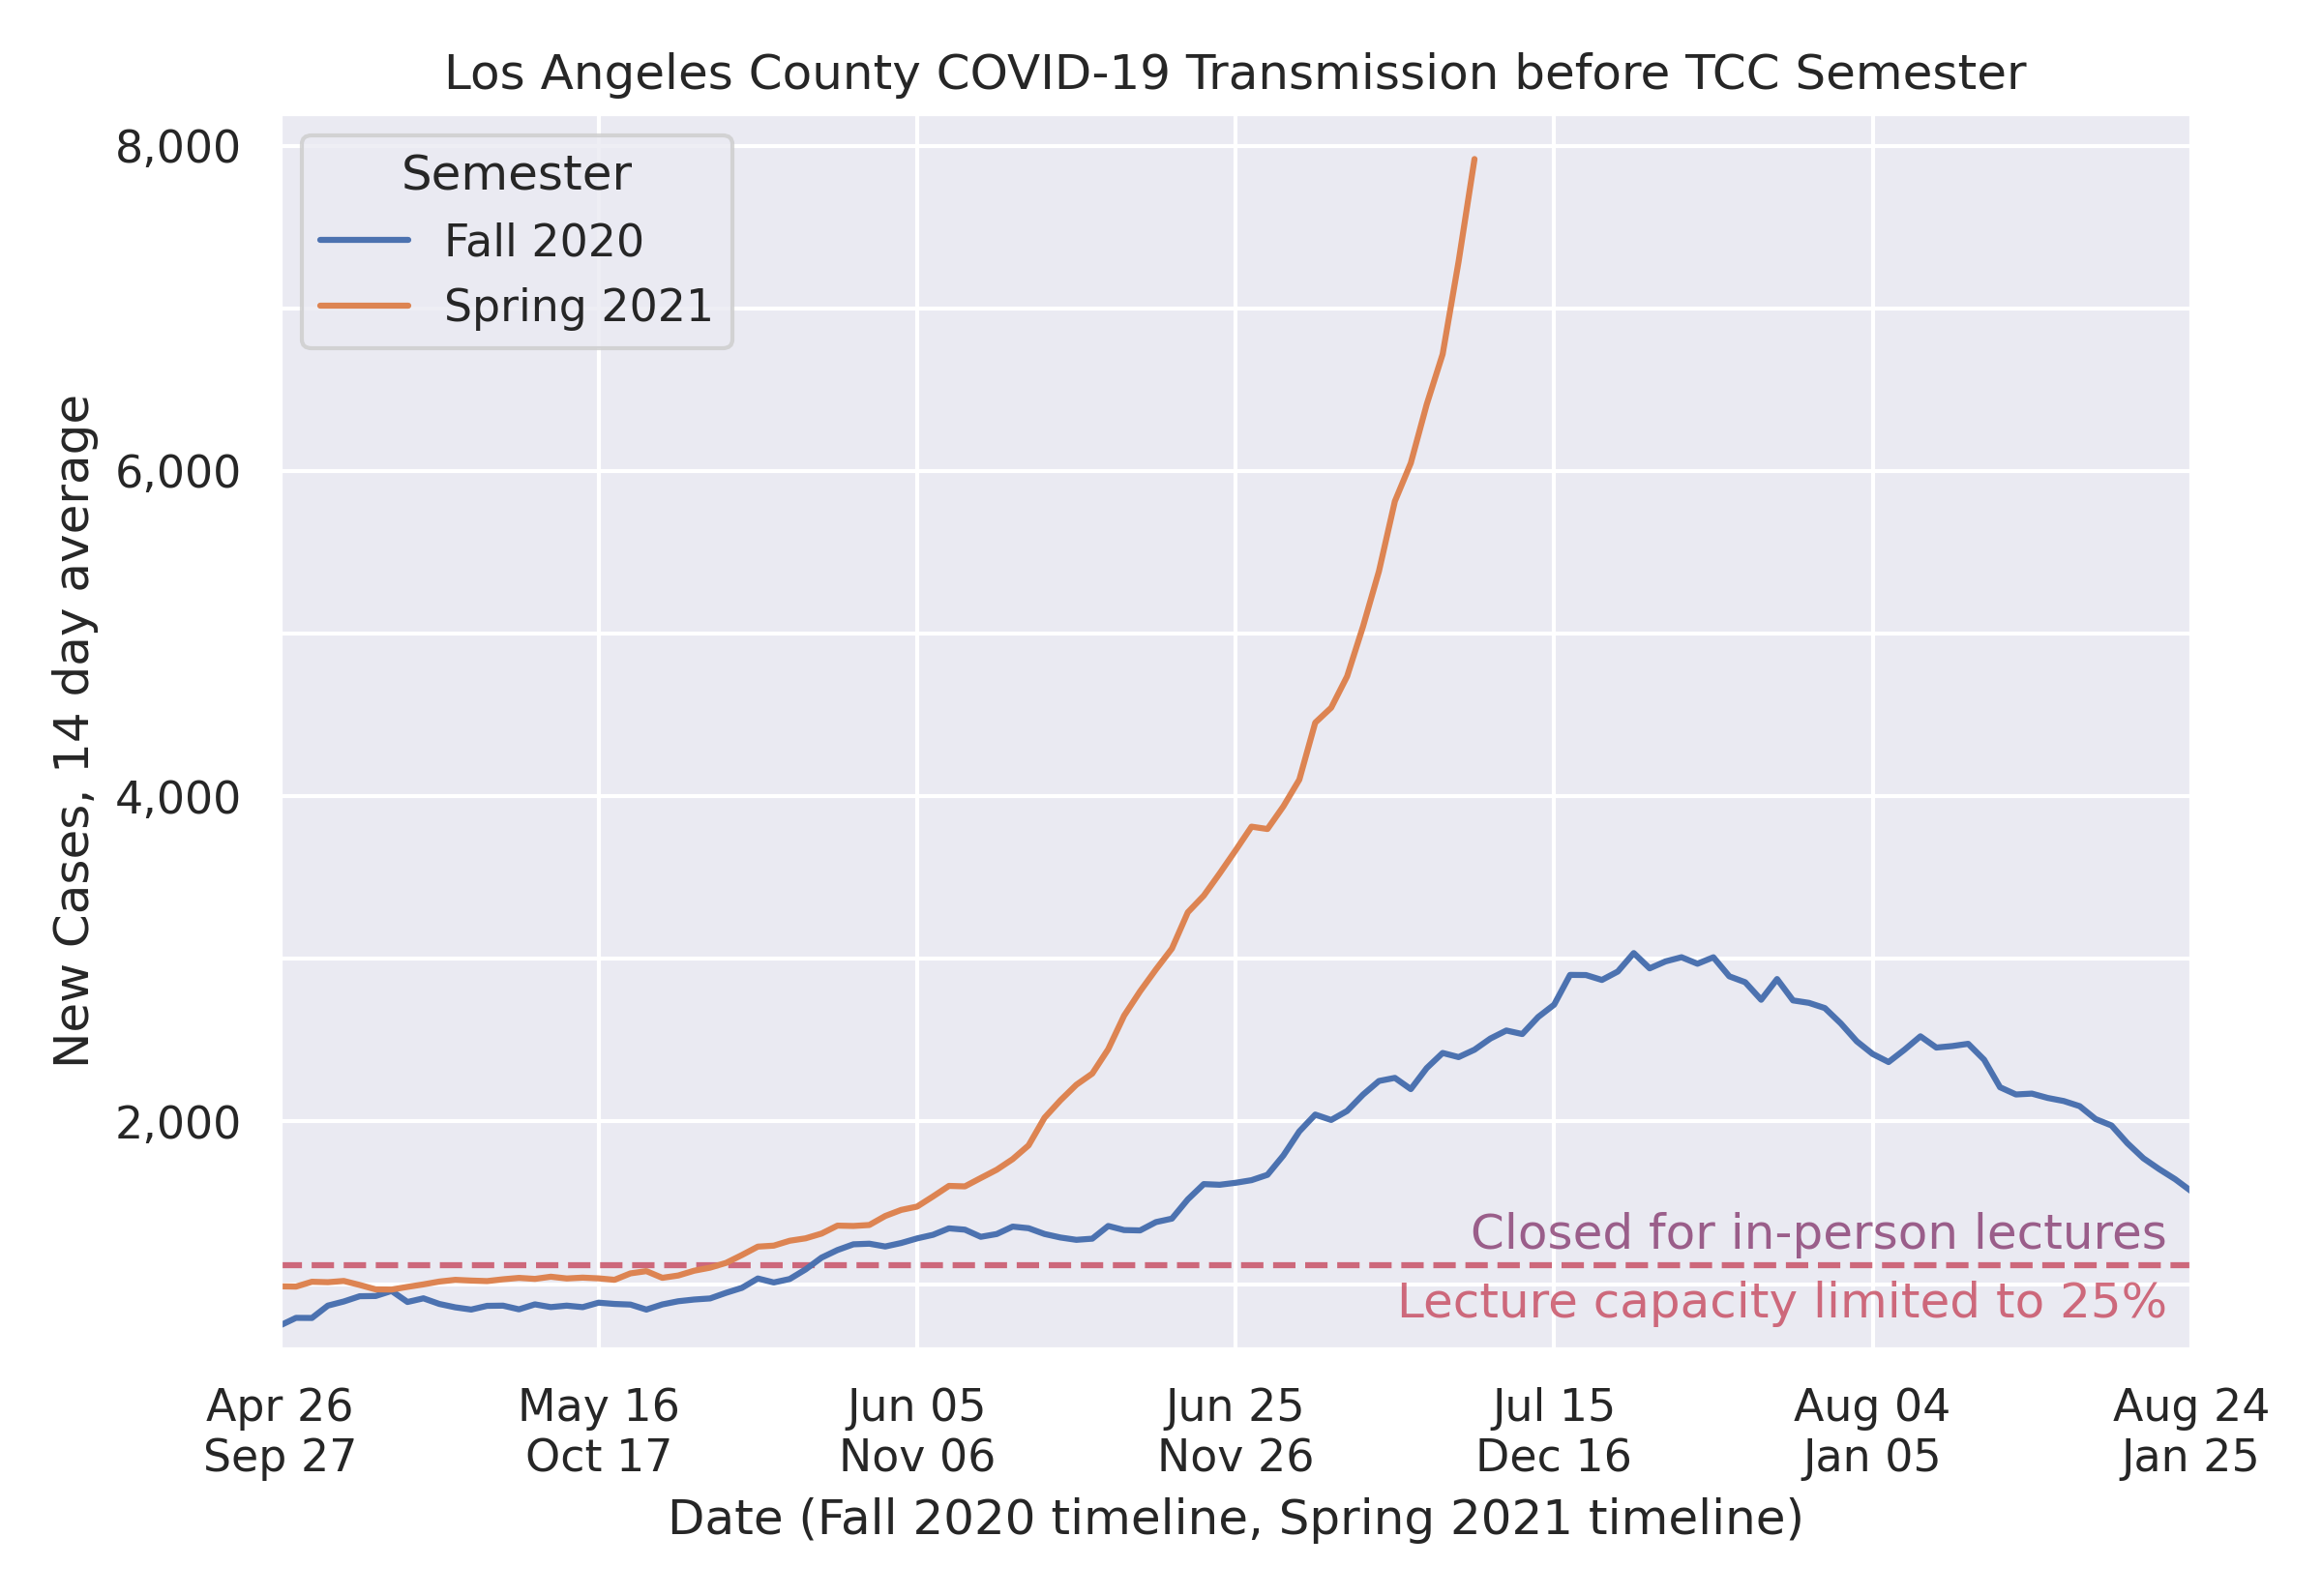 Los Angeles County COVID-19 Transmission before TCC Semester
Semester
Fall 2020
Spring 2021
New Cases, 14 day average
8,000
6,000
4,000
2,000
Closed for in-person lectures
Lecture capacity limited to 25%
Apr 26
Sep 27
May 16
Oct 17
Jun 05
Nov 06
Jun 25
Nov 26
Jul 15
Dec 16
Aug 04
Jan 05
Aug 24
Jan 25
Date (Fall 2020 timeline, Spring 2021 timeline)